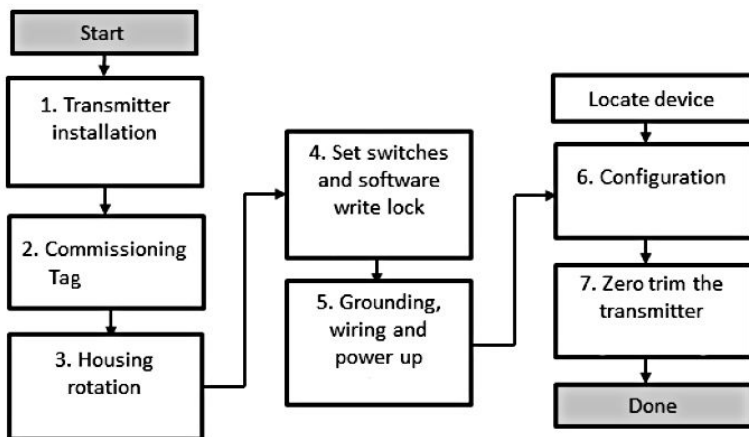 Start
1. Transmitter
installation
2. Commissioning
Tag
3. Housing
rotation
4. Set switches
and software
write lock
5. Grounding,
wiring and
power up
Locate device
6. Configuration
7. Zero trim the
transmitter
Done